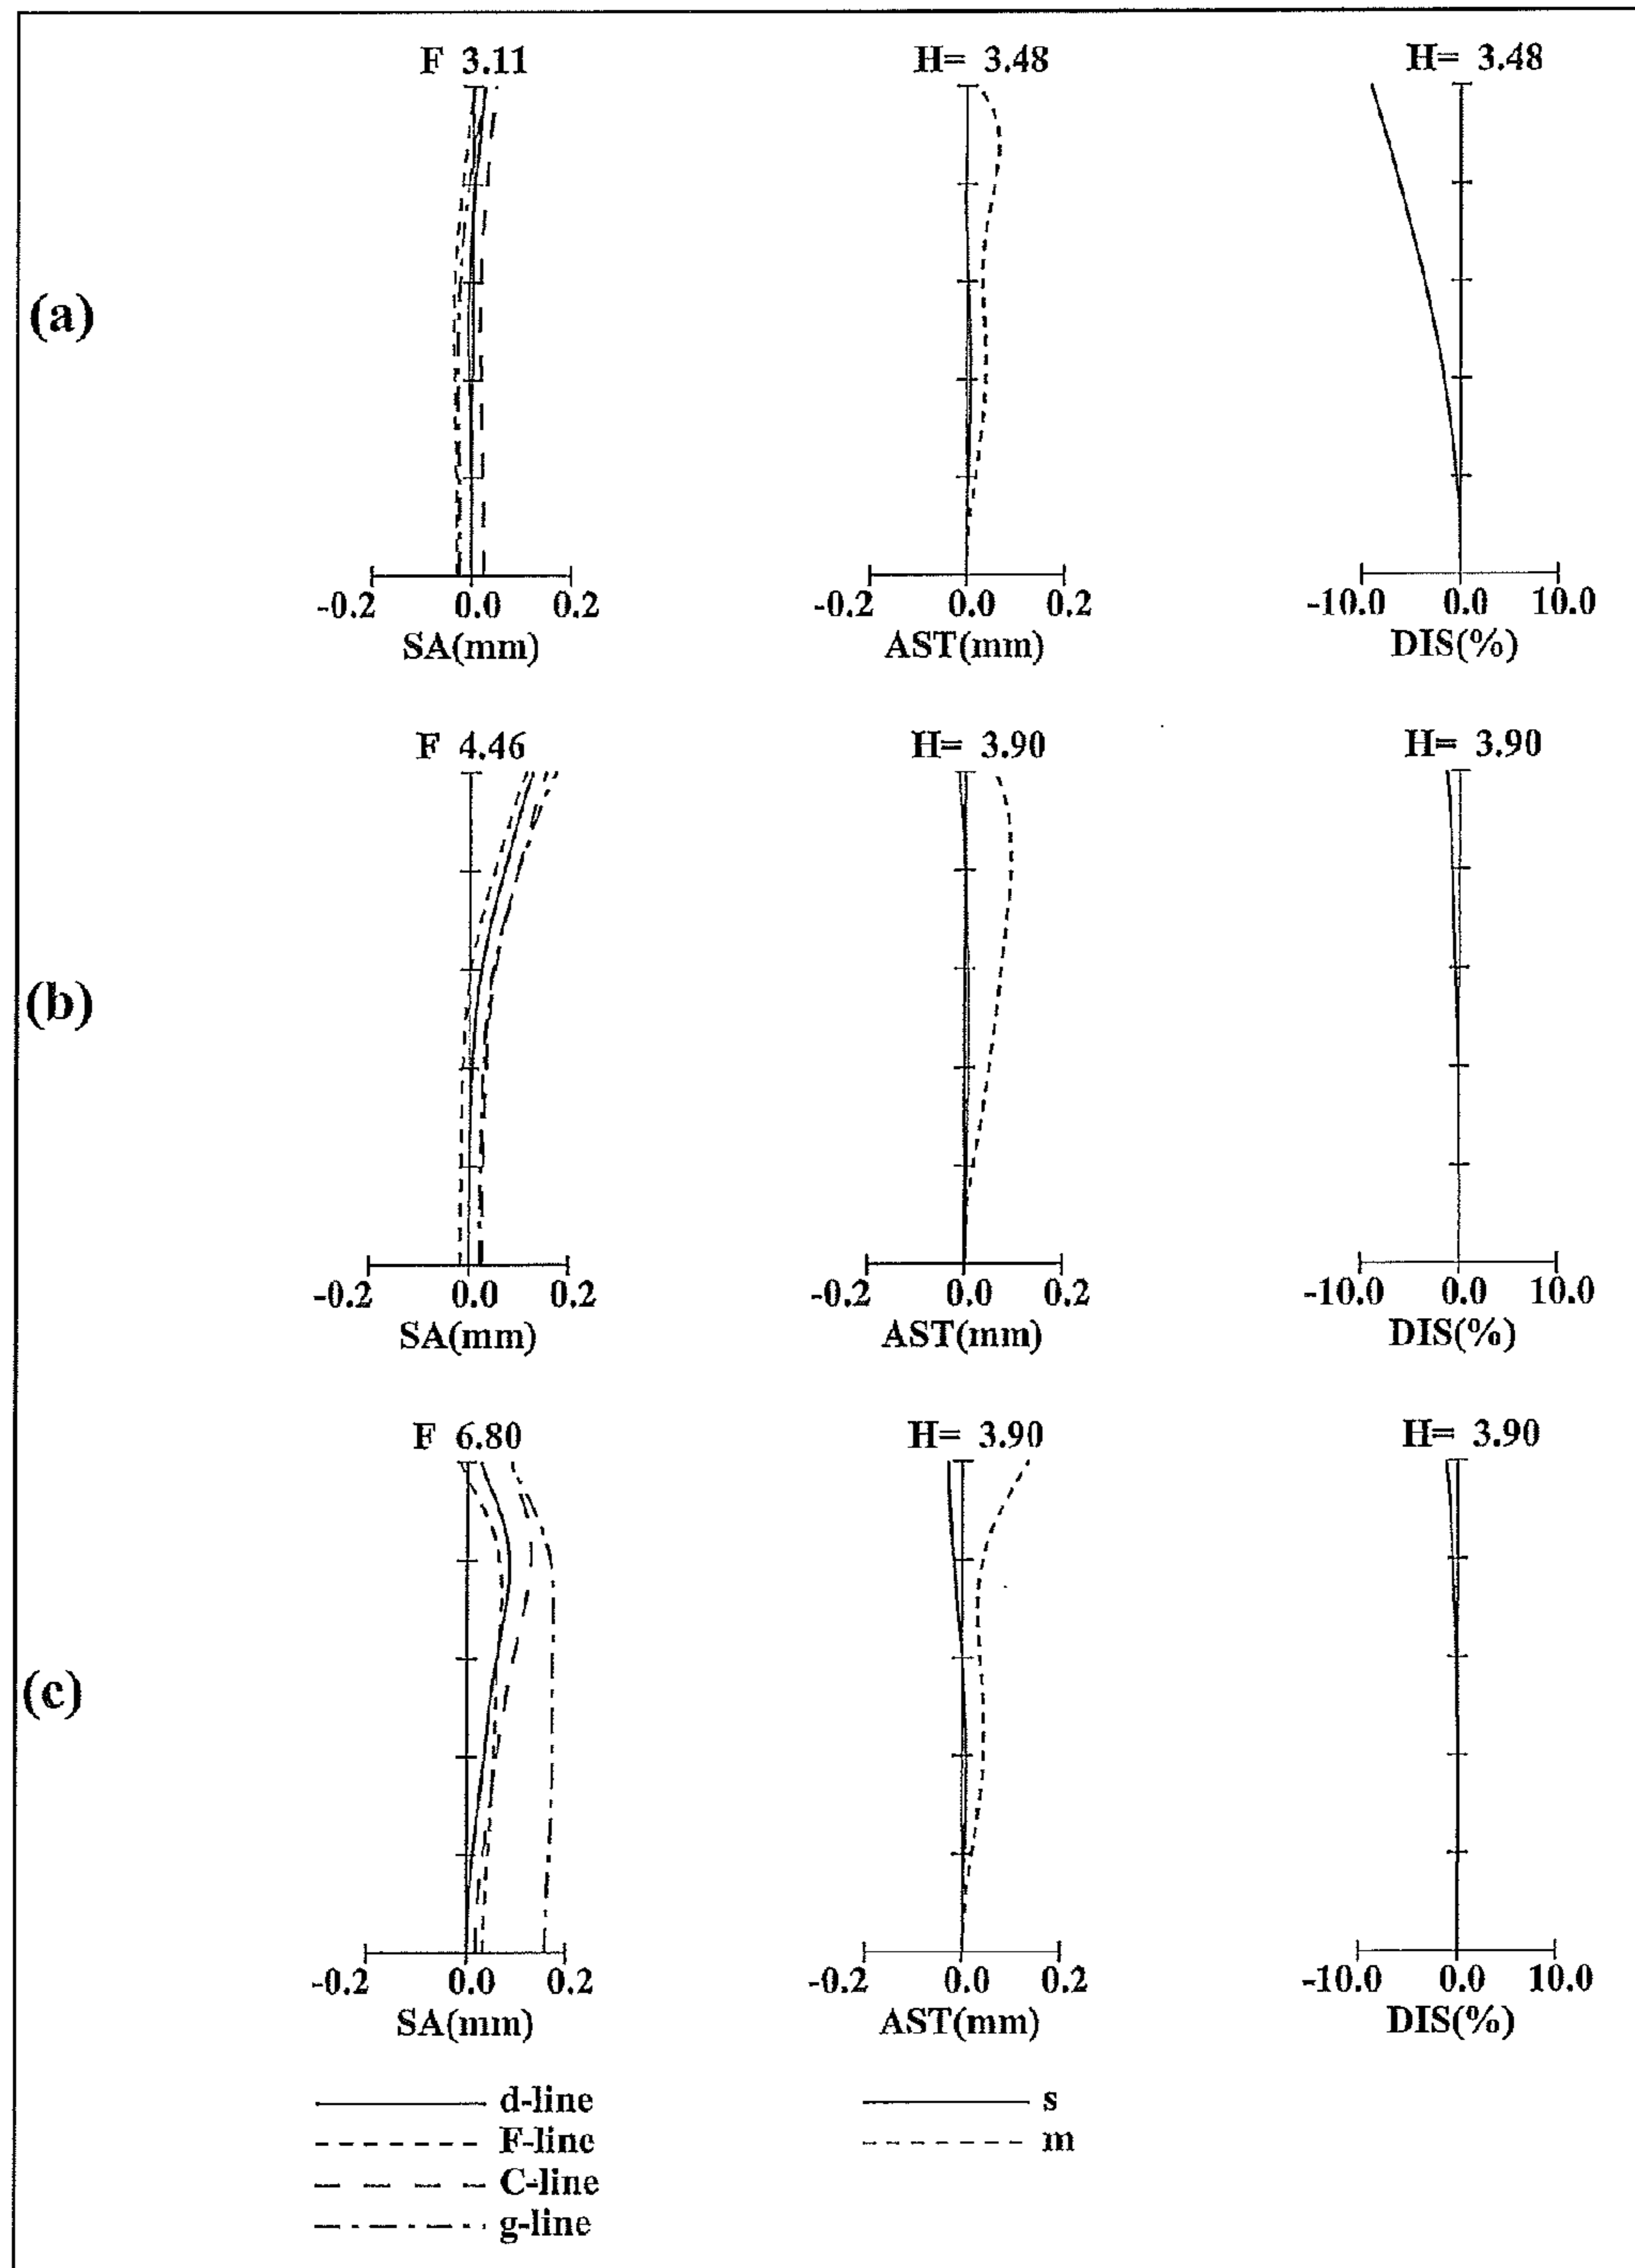 (a)
F 3.11
H= 3.48
H= 3.48
-0.2 0.0 0.2
SA(mm)
-0.2 0.0 0.2
AST(mm)
-10.0 0.0 10.0
DIS(%)
(b)
F 4.46
H= 3.90
H= 3.90
-0.2 0.0 0.2
SA(mm)
-0.2 0.0 0.2
AST(mm)
-10.0 0.0 10.0
DIS(%)
(c)
F 6.80
H= 3.90
H= 3.90
-0.2 0.0 0.2
SA(mm)
-0.2 0.0 0.2
AST(mm)
-10.0 0.0 10.0
DIS(%)
d-line
F-line
C-line
g-line
s
m